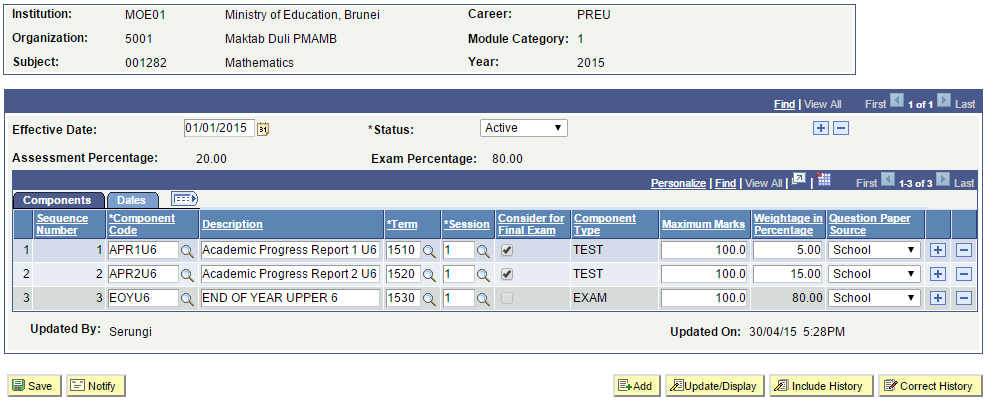 Institution: MOE01 Ministry of Education, Brunei Career: PREU
Organization: 5001 Maktab Duli PMAMB Module Category: 1
Subject: 001282 Mathematics Year: 2015
Find | View All First 1 of 1 Last
Effective Date: 01/01/2015 31 *Status: Active
Assessment Percentage: 20.00 Exam Percentage: 80.00
Personalize | Find | View All | | First 1-3 of 3 Last
Components Dates
Sequence Number *Component Code Description *Term *Session Consider for Final Exam Component Type Maximum Marks Weightage in Percentage Question Paper Source
1 1 APR1U6 Academic Progress Report 1 U6 1510 1 TEST 100.0 5.00 School
2 2 APR2U6 Academic Progress Report 2 U6 1520 1 TEST 100.0 15.00 School
3 3 EOYU6 END OF YEAR UPPER 6 1530 1 EXAM 100.0 80.00 School
Updated By: Serungi Updated On: 30/04/15 5:28PM
Save Notify Add Update/Display Include History Correct History